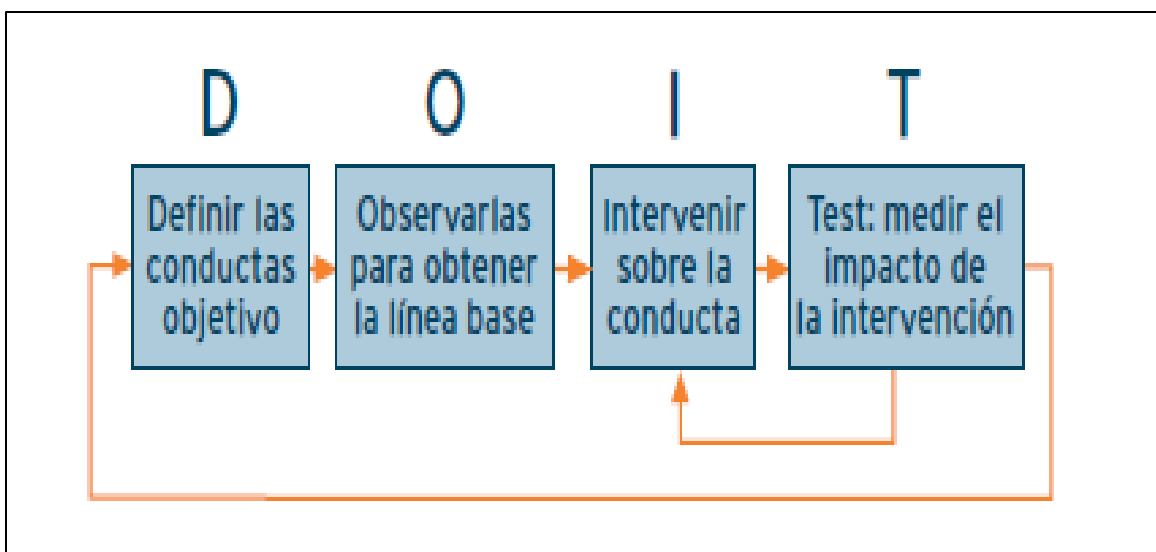 D O I T
Definir las
conductas
objetivo
Observarlas
para obtener
la línea base
Intervenir
sobre la
conducta
Test: medir el
impacto de
la intervención